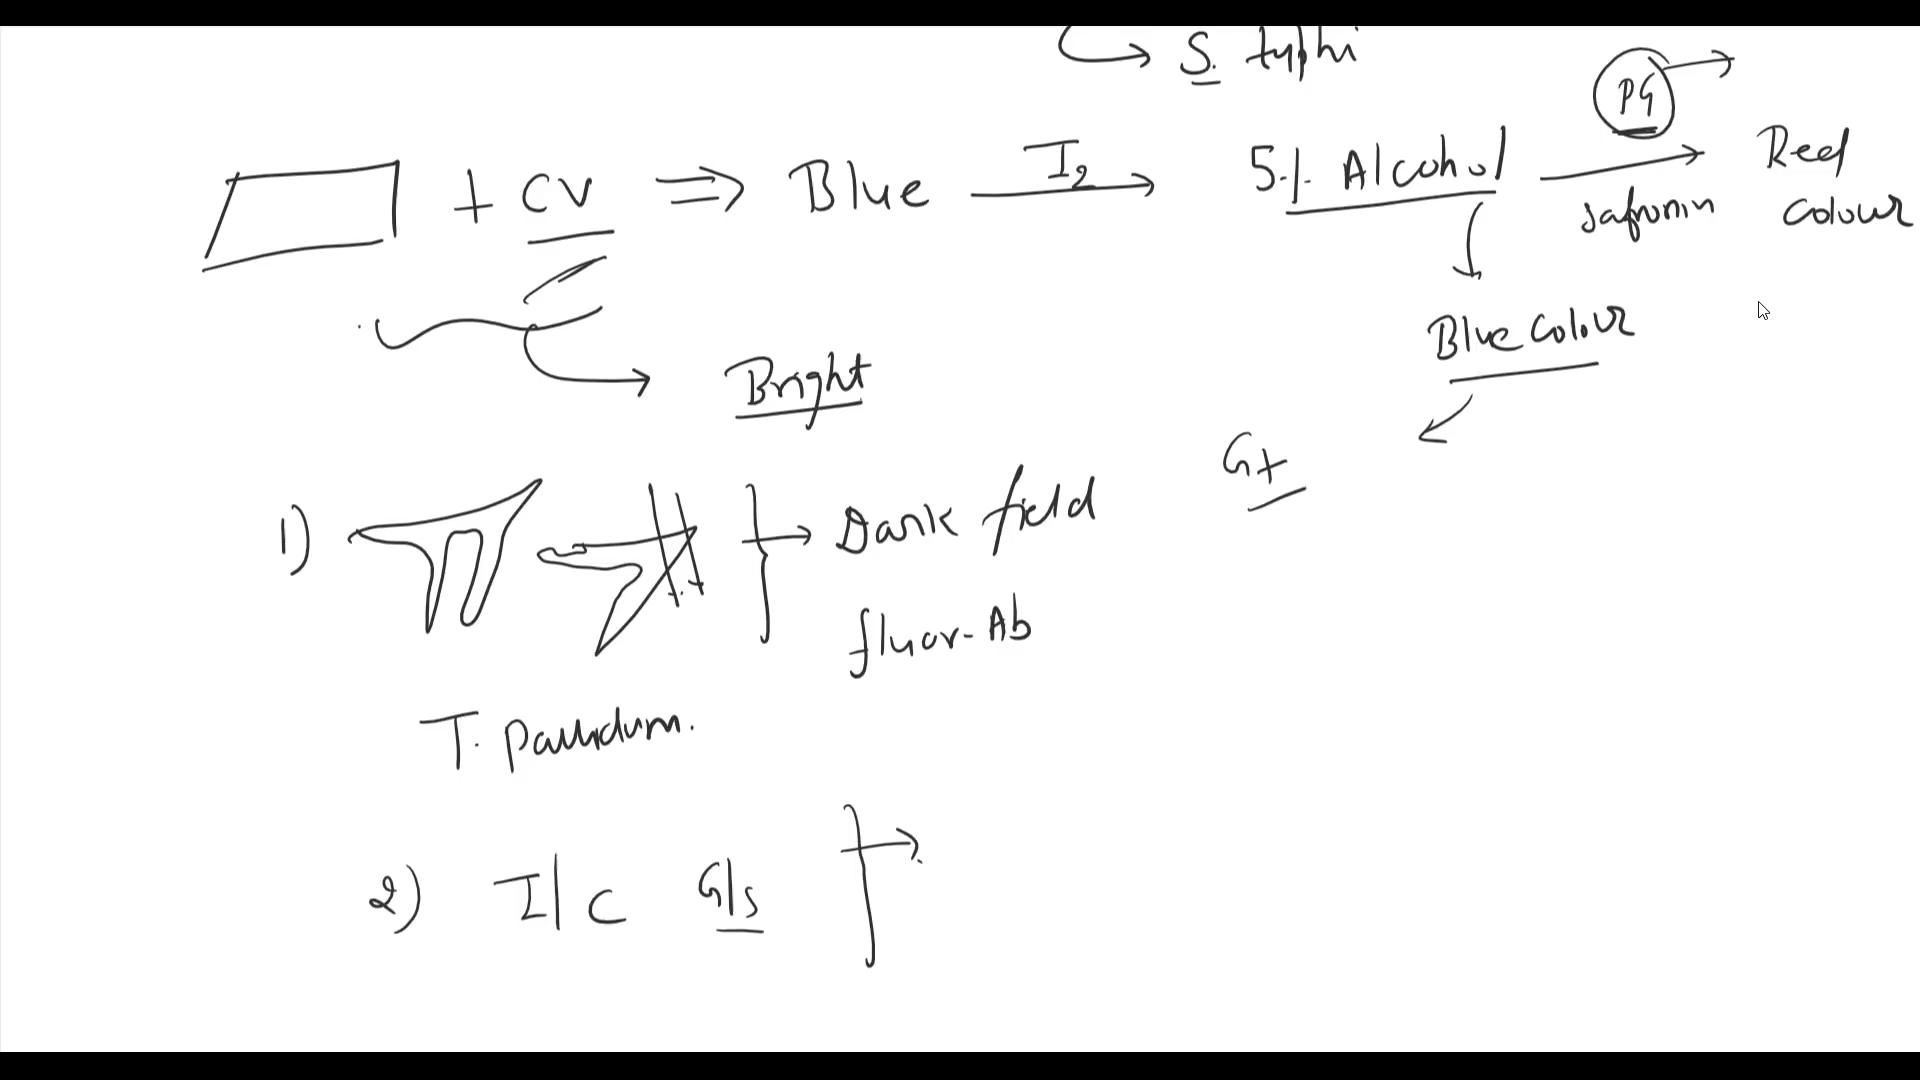 S. typhi
PG
+ CV ⇒ Blue I2 → 5% Alcohol → Red
safronin colour
Blue colour
Bright
G+
1) → Dark field
fluor-Ab
T. pallidum.
2) I/C G/s →